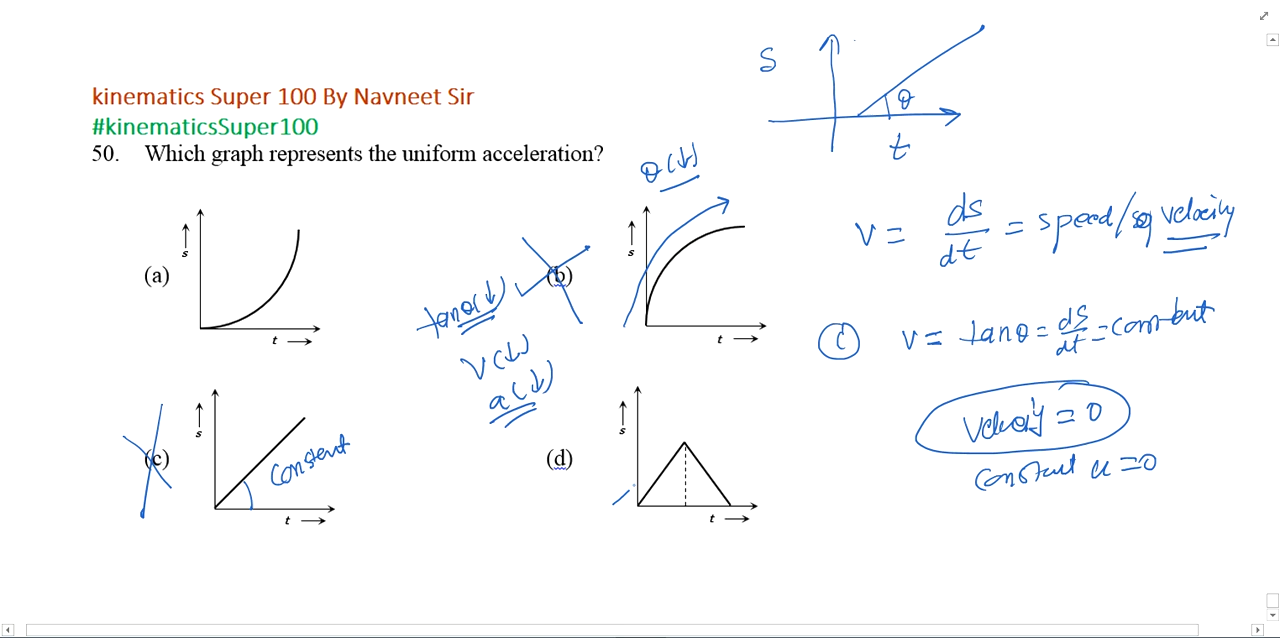 S
kinematics Super 100 By Navneet Sir
θ
#kinematicsSuper100
t
50. Which graph represents the uniform acceleration?
θ(↓)
v = ds/dt = speed/ velocity
s
s
(a)
(b)
tanθ(↓)
t
t
(c) v = tanθ = ds/dt =
V(↓)
a(↓)
velocity = 0
s
s
(c)
constant
(d)
constant u = 0
t
t